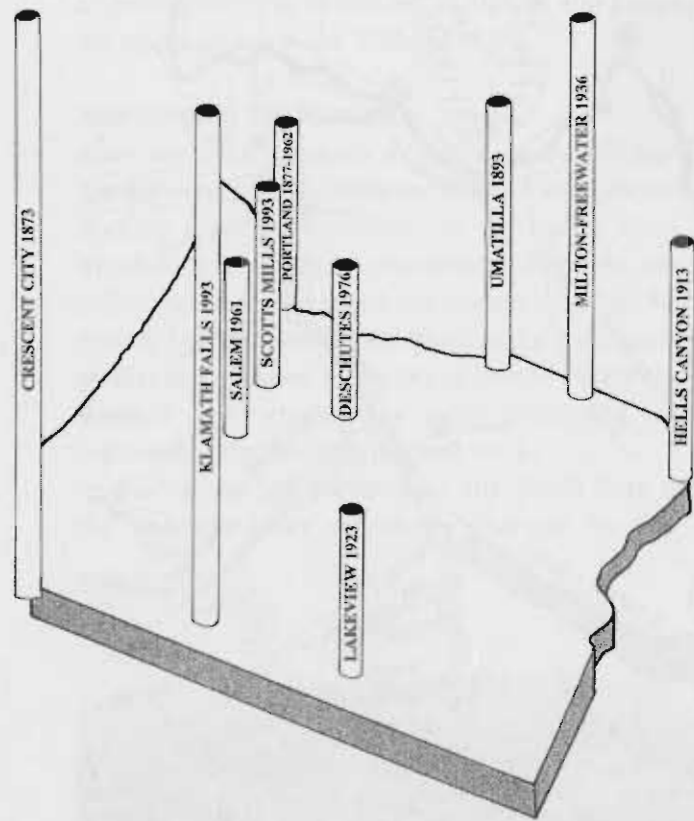 CRESCENT CITY 1873
KLAMATH FALLS 1993
SALEM 1961
SCOTTS MILLS 1993
PORTLAND 1877-1962
DESCHUTES 1976
LAKEVIEW 1923
UMATILLA 1893
MILTON-FREEWATER 1936
HELLS CANYON 1913